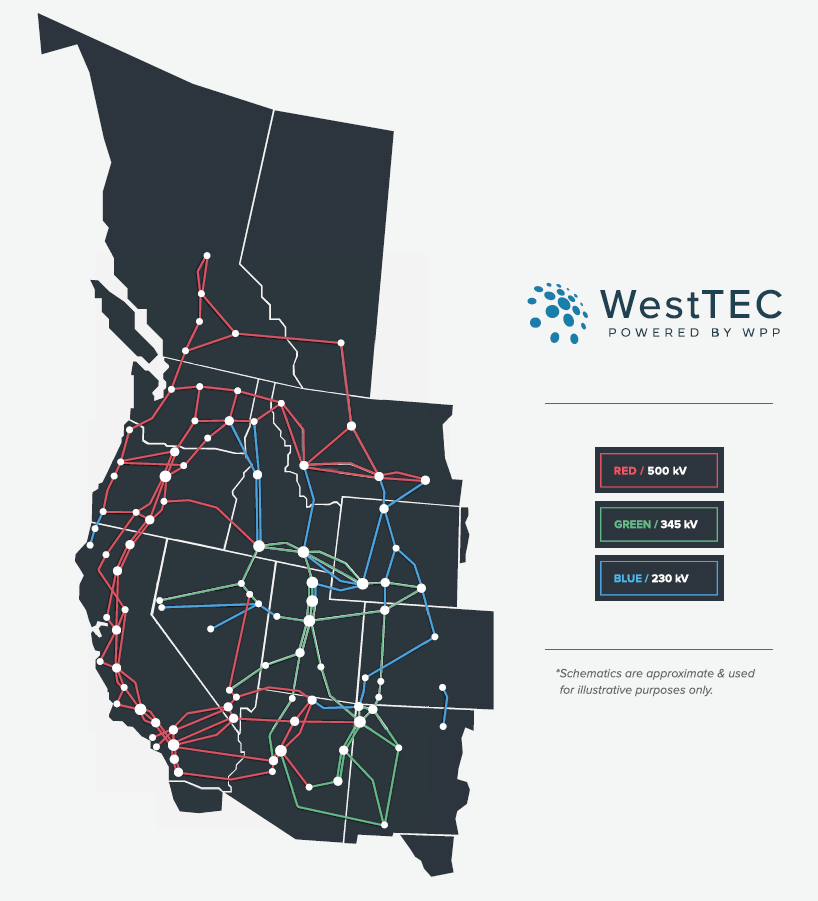 WestTEC
POWERED BY WPP
RED / 500 kV
GREEN / 345 kV
BLUE / 230 kV
*Schematics are approximate & used
for illustrative purposes only.